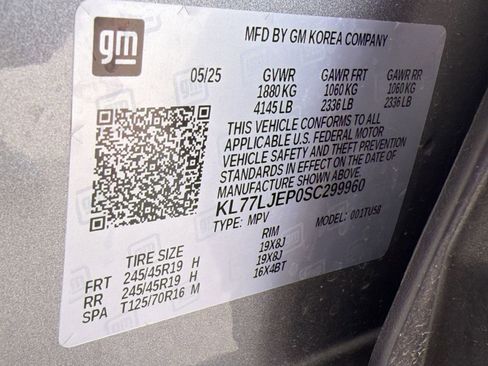 gm
MFD BY GM KOREA COMPANY
05/25 GVWR GAWR FRT GAWR RR
1880 KG 1060 KG 1060 KG
4145 LB 2336 LB 2336 LB
THIS VEHICLE CONFORMS TO ALL
APPLICABLE U.S. FEDERAL MOTOR
VEHICLE SAFETY AND THEFT PREVENTION
STANDARDS IN EFFECT ON THE DATE OF
MANUFACTURE SHOWN ABOVE.
KL77LJEP0SC299960
TYPE: MPV MODEL: 001TU58
TIRE SIZE RIM
FRT 245/45R19 H 19X8J
RR 245/45R19 H 19X8J
SPA T125/70R16 M 16X4BT